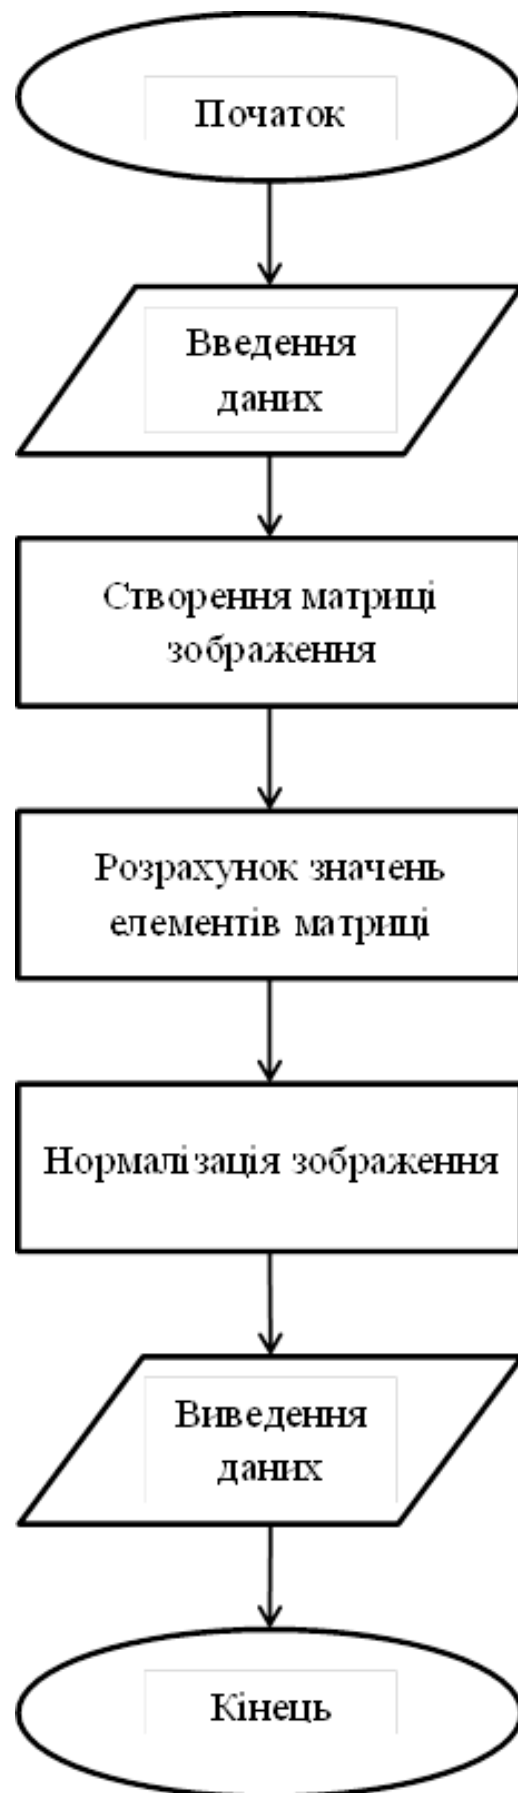 Початок
Введення
даних
Створення матриці
зображення
Розрахунок значень
елементів матриці
Нормалізація зображення
Виведення
даних
Кінець